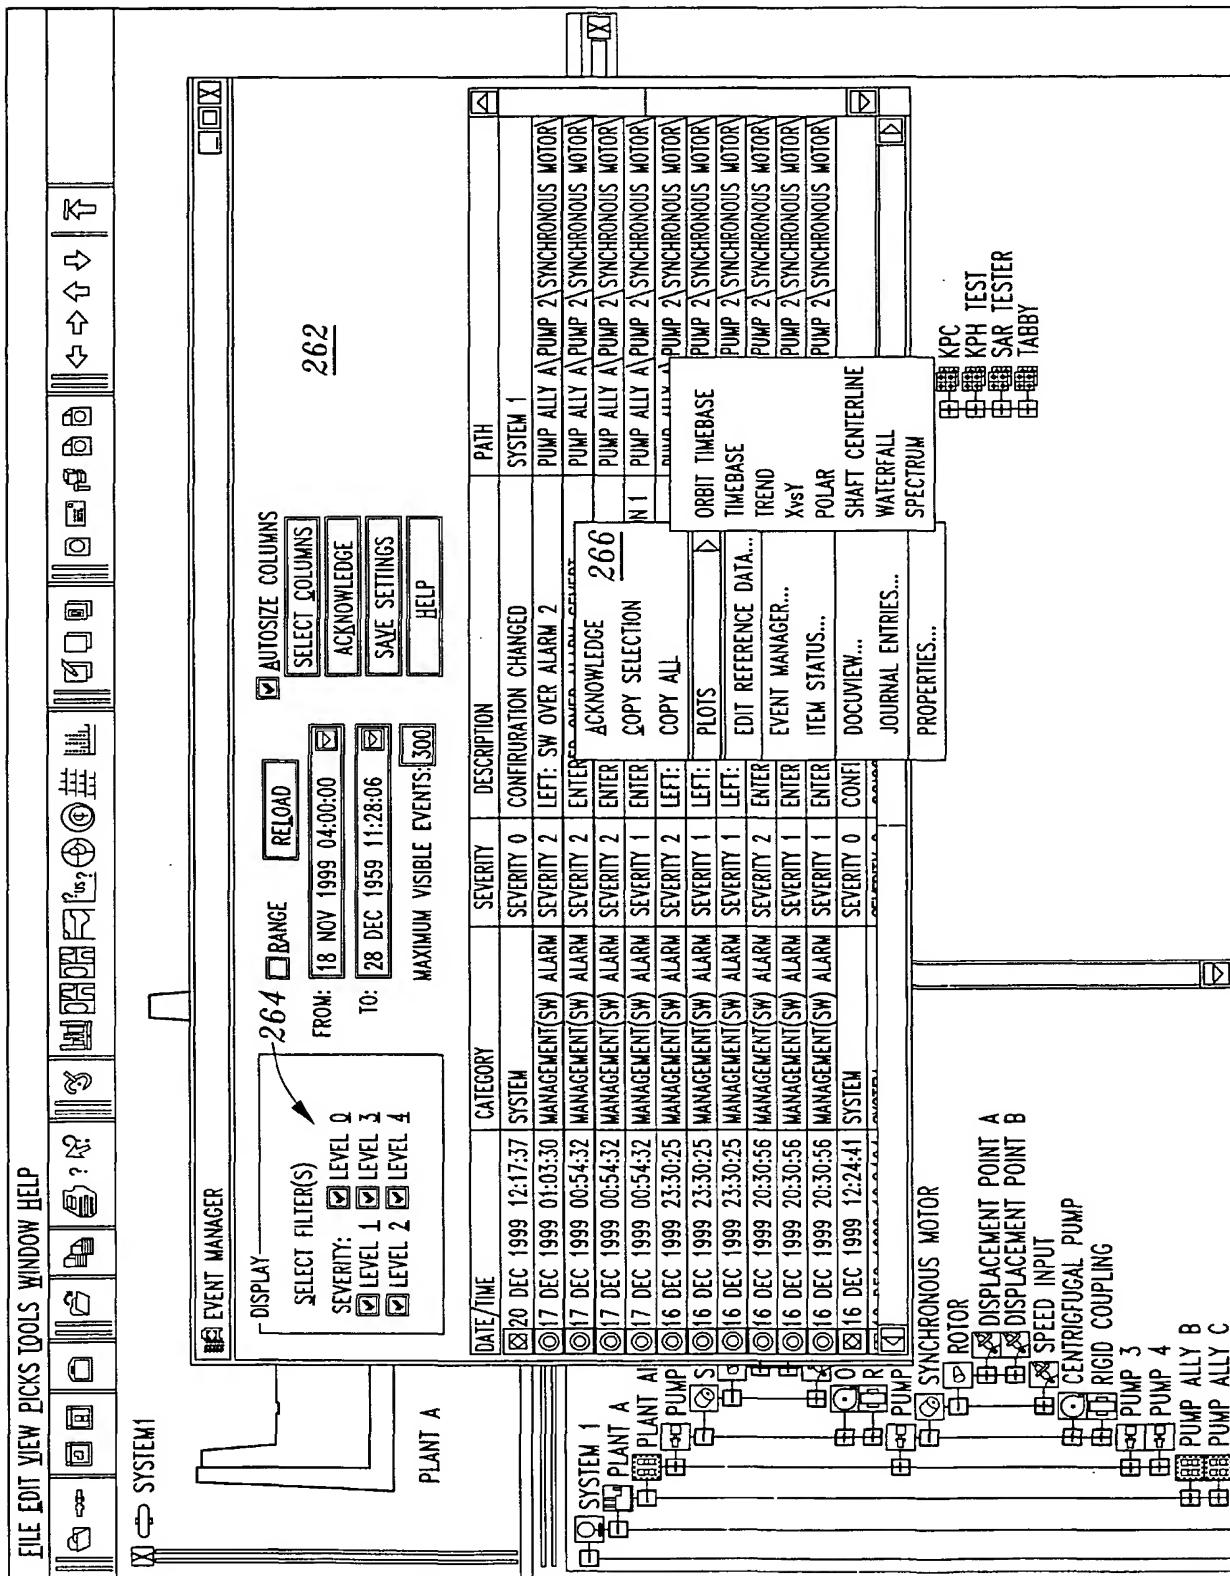 FILE EDIT VIEW PICKS TOOLS WINDOW HELP
SYSTEM1
PLANT A
EVENT MANAGER
DISPLAY
SELECT FILTER(S)
SEVERITY: LEVEL 0
LEVEL 1 LEVEL 3
LEVEL 2 LEVEL 4
264
RANGE
RELOAD
FROM: 18 NOV 1999 04:00:00
TO: 28 DEC 1959 11:28:06
MAXIMUM VISIBLE EVENTS: 300
AUTOSIZE COLUMNS
SELECT COLUMNS
ACKNOWLEDGE
SAVE SETTINGS
HELP
262
DATE/TIME CATEGORY SEVERITY DESCRIPTION PATH
20 DEC 1999 12:17:37 SYSTEM SEVERITY 0 CONFIRURATION CHANGED SYSTEM 1
17 DEC 1999 01:03:30 MANAGEMENT(SW) ALARM SEVERITY 2 LEFT: SW OVER ALARM 2 PUMP ALLY A\PUMP 2\SYNCHRONOUS MOTOR\
17 DEC 1999 00:54:32 MANAGEMENT(SW) ALARM SEVERITY 2 ENTERED OVER ALARM SEVERT PUMP ALLY A\PUMP 2\SYNCHRONOUS MOTOR\
17 DEC 1999 00:54:32 MANAGEMENT(SW) ALARM SEVERITY 2 ENTER PUMP ALLY A\PUMP 2\SYNCHRONOUS MOTOR\
17 DEC 1999 00:54:32 MANAGEMENT(SW) ALARM SEVERITY 1 ENTER N 1 PUMP ALLY A\PUMP 2\SYNCHRONOUS MOTOR\
16 DEC 1999 23:30:25 MANAGEMENT(SW) ALARM SEVERITY 2 LEFT: PUMP ALLY A\PUMP 2\SYNCHRONOUS MOTOR\
16 DEC 1999 23:30:25 MANAGEMENT(SW) ALARM SEVERITY 1 LEFT: PUMP 2\SYNCHRONOUS MOTOR\
16 DEC 1999 23:30:25 MANAGEMENT(SW) ALARM SEVERITY 1 LEFT: PUMP 2\SYNCHRONOUS MOTOR\
16 DEC 1999 20:30:56 MANAGEMENT(SW) ALARM SEVERITY 2 ENTER PUMP 2\SYNCHRONOUS MOTOR\
16 DEC 1999 20:30:56 MANAGEMENT(SW) ALARM SEVERITY 1 ENTER PUMP 2\SYNCHRONOUS MOTOR\
16 DEC 1999 20:30:56 MANAGEMENT(SW) ALARM SEVERITY 1 ENTER PUMP 2\SYNCHRONOUS MOTOR\
16 DEC 1999 12:24:41 SYSTEM SEVERITY 0 CONFI
266
ACKNOWLEDGE
COPY SELECTION
COPY ALL
PLOTS
EDIT REFERENCE DATA...
EVENT MANAGER...
ITEM STATUS...
DOCUVIEW...
JOURNAL ENTRIES...
PROPERTIES...
ORBIT TIMEBASE
TIMEBASE
TREND
XvsY
POLAR
SHAFT CENTERLINE
WATERFALL
SPECTRUM
SYSTEM 1
PLANT A
PLANT AI
PUMP
S
O
R
PUMP
SYNCHRONOUS MOTOR
ROTOR
DISPLACEMENT POINT A
DISPLACEMENT POINT B
SPEED INPUT
CENTRIGFUGAL PUMP
RIGID COUPLING
PUMP 3
PUMP 4
PUMP ALLY B
PUMP ALLY C
KPC
KPH TEST
SAR TESTER
TABBY